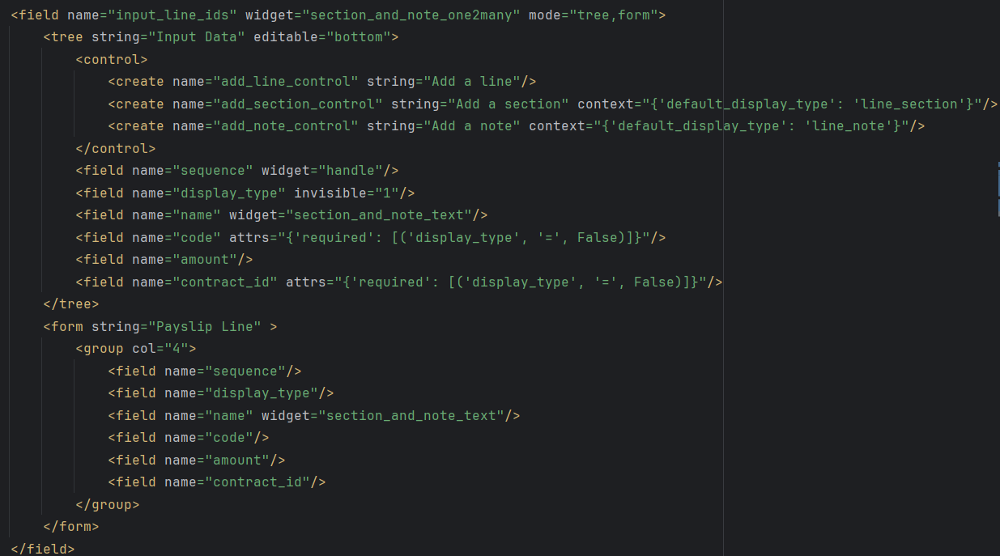 <field name="input_line_ids" widget="section_and_note_one2many" mode="tree,form">
    <tree string="Input Data" editable="bottom">
        <control>
            <create name="add_line_control" string="Add a line"/>
            <create name="add_section_control" string="Add a section" context="{'default_display_type': 'line_section'}"/>
            <create name="add_note_control" string="Add a note" context="{'default_display_type': 'line_note'}"/>
        </control>
        <field name="sequence" widget="handle"/>
        <field name="display_type" invisible="1"/>
        <field name="name" widget="section_and_note_text"/>
        <field name="code" attrs="{'required': [('display_type', '=', False)]}"/>
        <field name="amount"/>
        <field name="contract_id" attrs="{'required': [('display_type', '=', False)]}"/>
    </tree>
    <form string="Payslip Line" >
        <group col="4">
            <field name="sequence"/>
            <field name="display_type"/>
            <field name="name" widget="section_and_note_text"/>
            <field name="code"/>
            <field name="amount"/>
            <field name="contract_id"/>
        </group>
    </form>
</field>